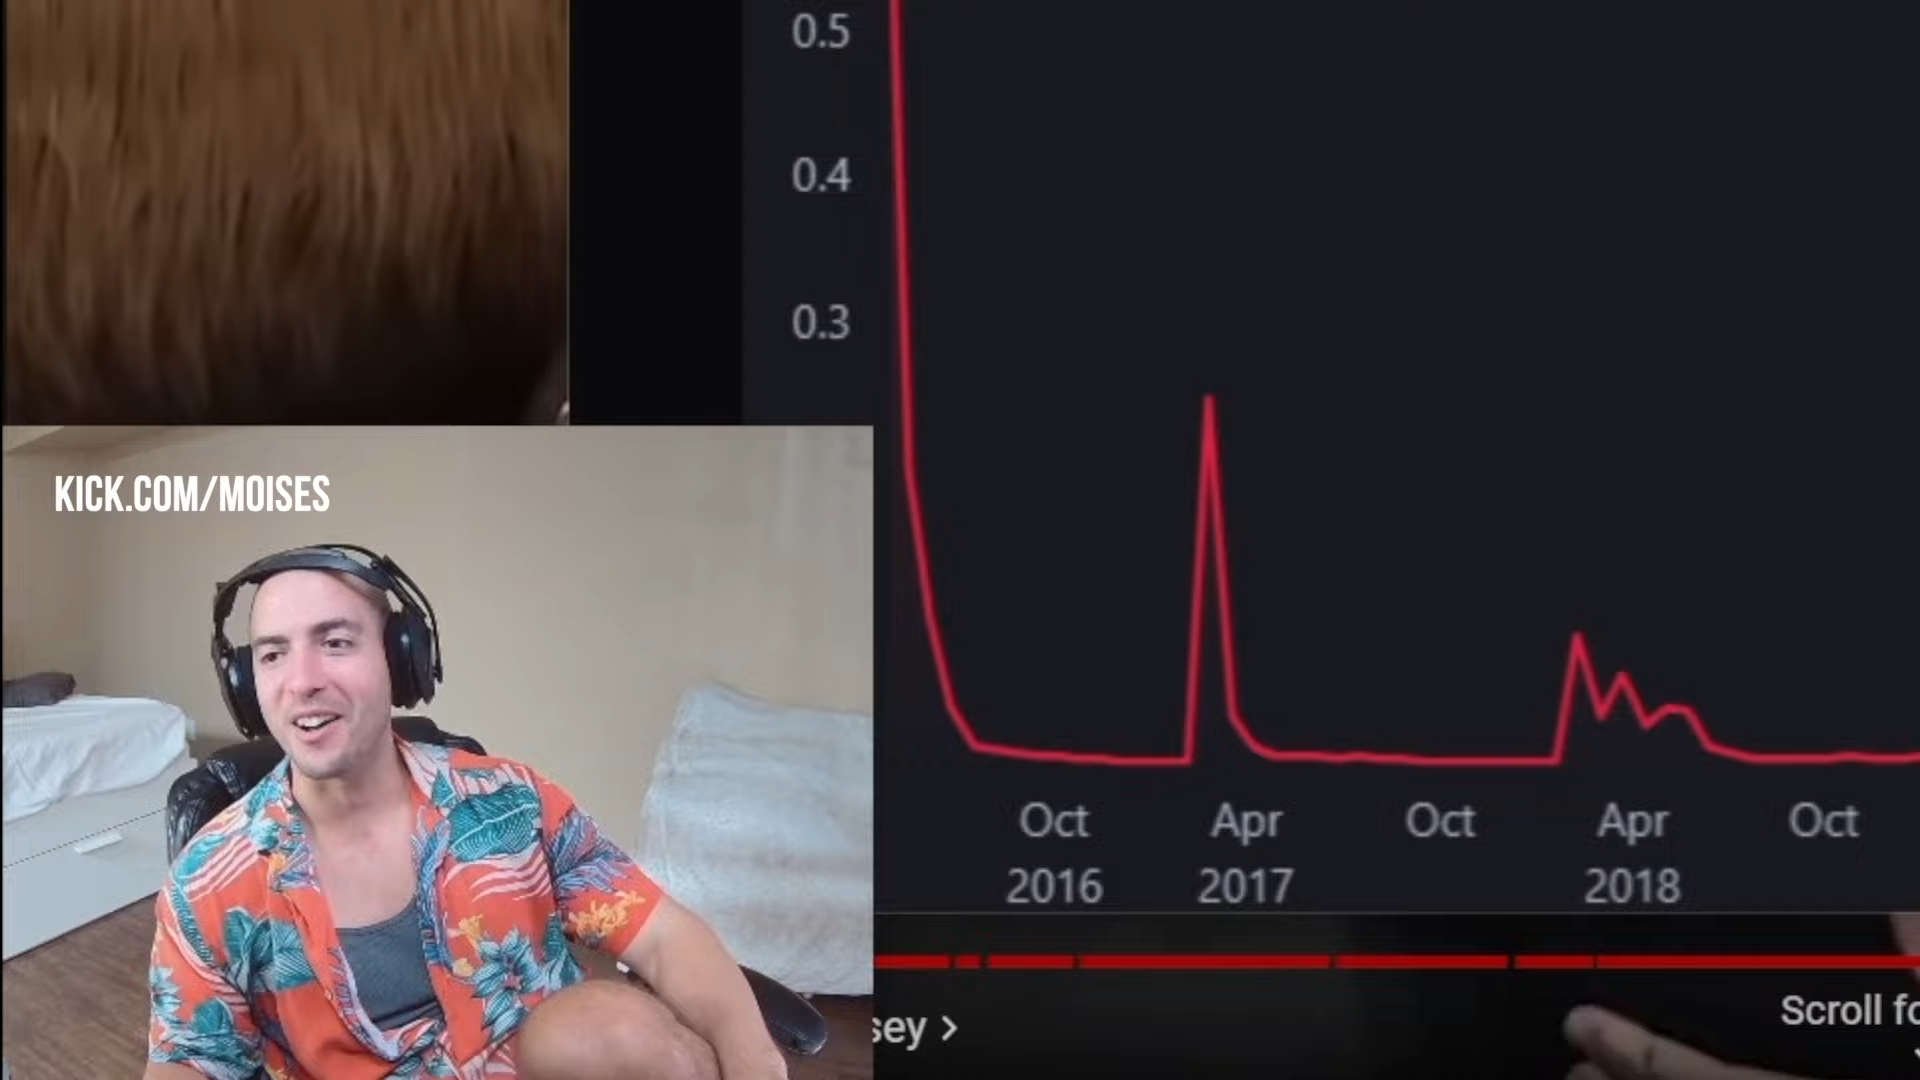 0.5
0.4
0.3
KICK.COM/MOISES
Oct Apr Oct Apr Oct
2016 2017 2018
sey >
Scroll fo